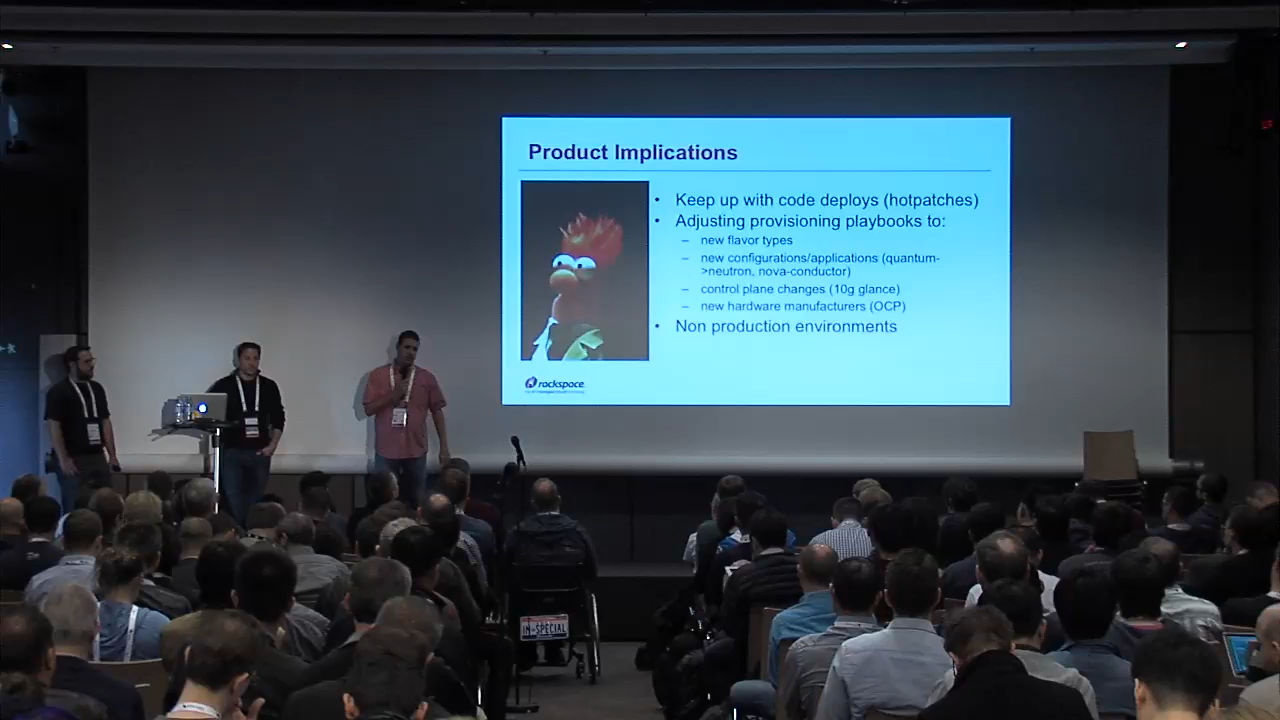 Product Implications
• Keep up with code deploys (hotpatches)
• Adjusting provisioning playbooks to:
– new flavor types
– new configurations/applications (quantum-
>neutron, nova-conductor)
– control plane changes (10g glance)
– new hardware manufacturers (OCP)
• Non production environments
rackspace
IN-SPECIAL